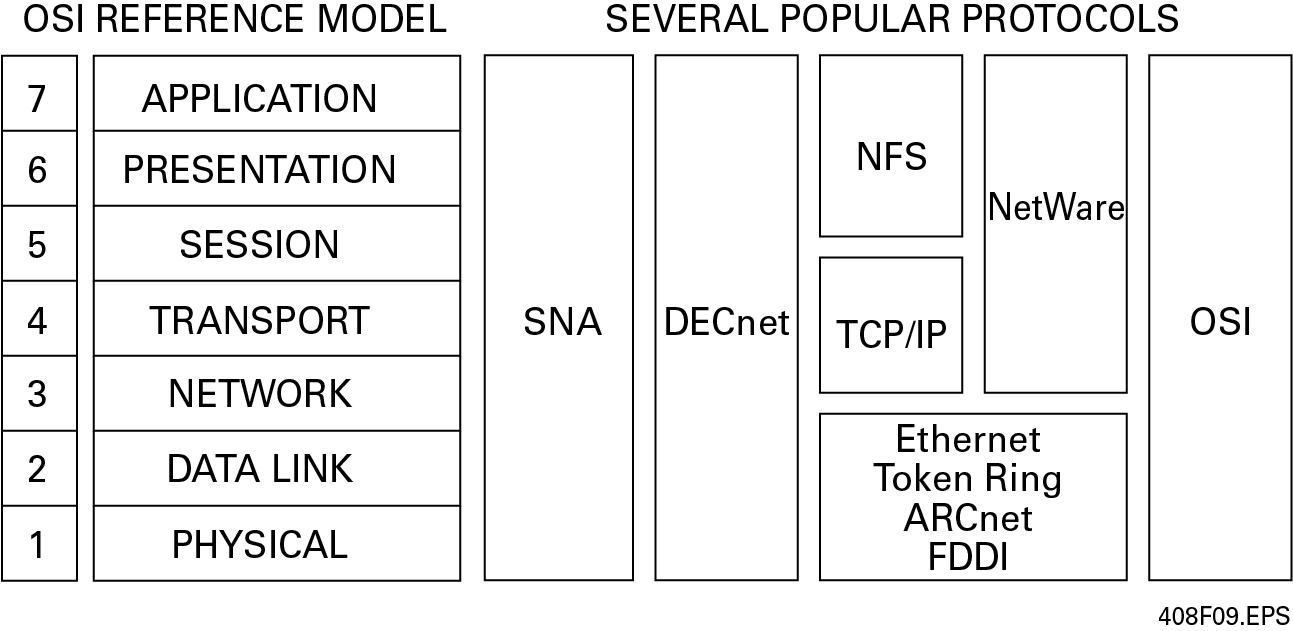 OSI REFERENCE MODEL
SEVERAL POPULAR PROTOCOLS
7 APPLICATION
6 PRESENTATION
5 SESSION
4 TRANSPORT
3 NETWORK
2 DATA LINK
1 PHYSICAL
SNA
DECnet
NFS
TCP/IP
NetWare
Ethernet
Token Ring
ARCnet
FDDI
OSI
408F09.EPS